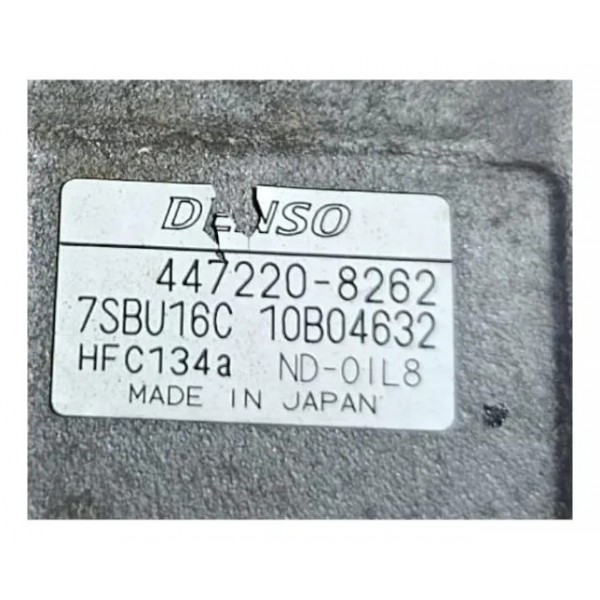 DENSO
447220-8262
7SBU16C 10B04632
HFC134a ND-OIL8
MADE IN JAPAN